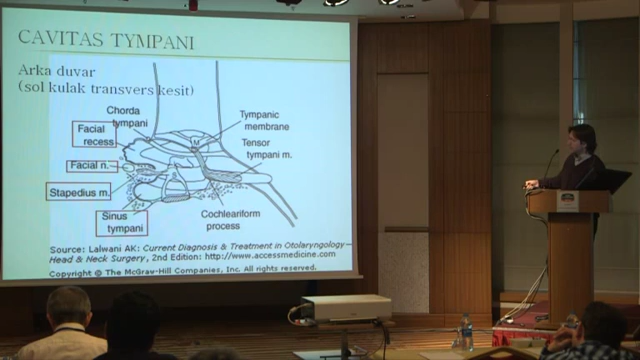 CAVITAS TYMPANI
Arka duvar
(sol kulak transvers kesit)
Chorda
tympani
Tympanic
membrane
Facial
recess
M
Tensor
tympani m.
Facial n.
Stapedius m.
Sinus
tympani
Cochleariform
process
Source: Lalwani AK: Current Diagnosis & Treatment in Otolaryngology—
Head & Neck Surgery, 2nd Edition: http://www.accessmedicine.com
Copyright © The McGraw-Hill Companies, Inc. All rights reserved.